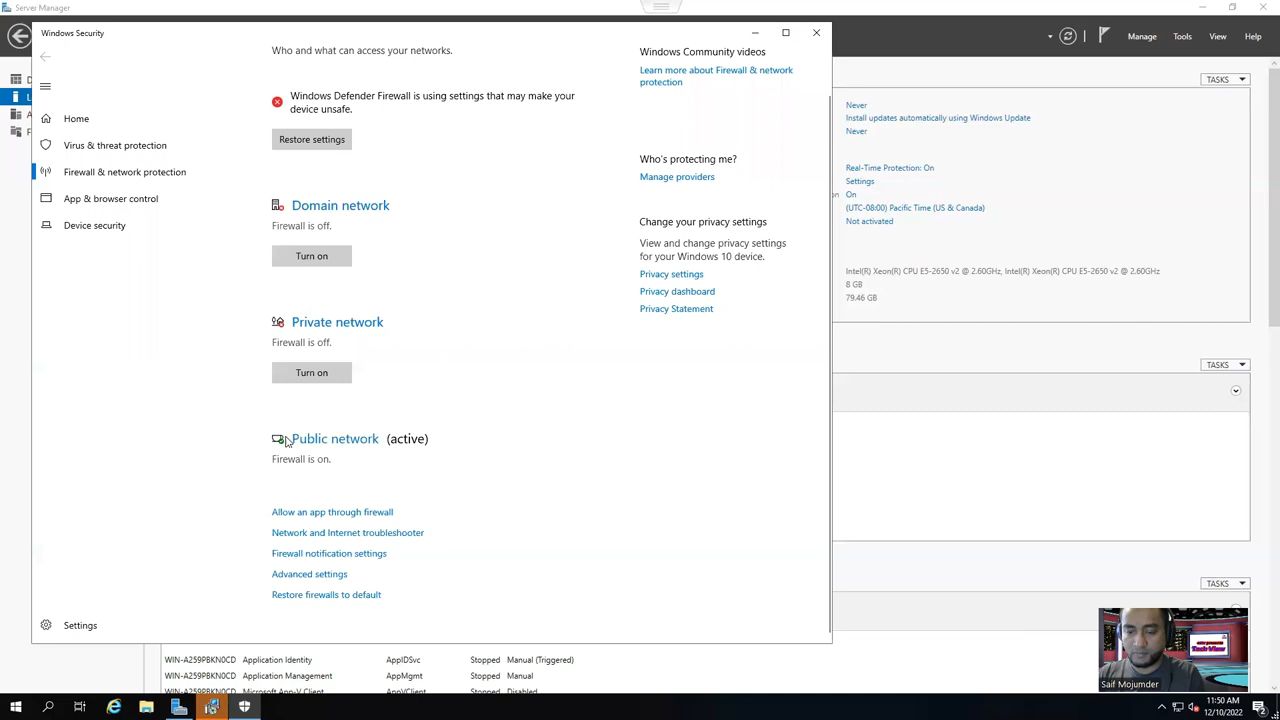 Server Manager
Manage
Tools
View
Help
Windows Security
Who and what can access your networks.
Windows Defender Firewall is using settings that may make your
device unsafe.
Restore settings
Home
Virus & threat protection
Firewall & network protection
App & browser control
Device security
Domain network
Firewall is off.
Turn on
Private network
Firewall is off.
Turn on
Public network (active)
Firewall is on.
Allow an app through firewall
Network and Internet troubleshooter
Firewall notification settings
Advanced settings
Restore firewalls to default
Settings
Windows Community videos
Learn more about Firewall & network
protection
Who's protecting me?
Manage providers
Change your privacy settings
View and change privacy settings
for your Windows 10 device.
Privacy settings
Privacy dashboard
Privacy Statement
TASKS
Never
Install updates automatically using Windows Update
Never
Real-Time Protection: On
Settings
On
(UTC-08:00) Pacific Time (US & Canada)
Not activated
Intel(R) Xeon(R) CPU E5-2650 v2 @ 2.60GHz, Intel(R) Xeon(R) CPU E5-2650 v2 @ 2.60GHz
8 GB
79.46 GB
TASKS
TASKS
WIN-A259PBKN0CD Application Identity AppIDSvc Stopped Manual (Triggered)
WIN-A259PBKN0CD Application Management AppMgmt Stopped Manual
WIN-A259PBKN0CD Microsoft App-V Client AppVClient Stopped Disabled
Saif Mojumder
11:50 AM
12/10/2022
2